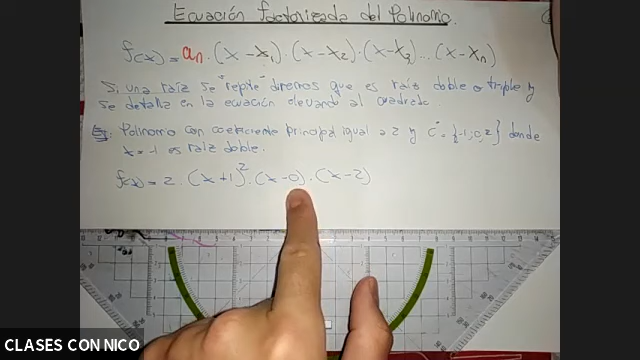 Ecuación factorizada del Polinomio.
f(x) = an · (x - x1) · (x - x2) · (x - x3) ... (x - xn)
Si una raíz se "repite" diremos que es raíz doble o triple y
se detalla en la ecuación elevando al cuadrado.
Ej: Polinomio con coeficiente principal igual a 2 y C° = {-1; 0; 2} donde
x = -1 es raíz doble.
f(x) = 2 · (x + 1)² · (x - 0) · (x - 2)
CLASES CON NICO